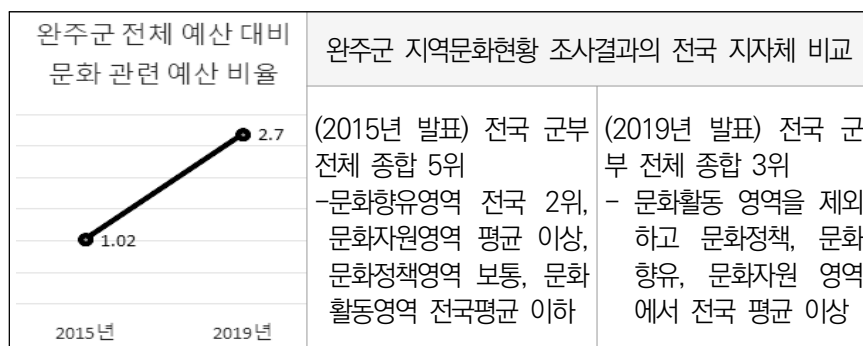 완주군 전체 예산 대비
문화 관련 예산 비율
2.7
1.02
2015년 2019년
완주군 지역문화현황 조사결과의 전국 지자체 비교
(2015년 발표) 전국 군부
전체 종합 5위
-문화향유영역 전국 2위,
문화자원영역 평균 이상,
문화정책영역 보통, 문화
활동영역 전국평균 이하
(2019년 발표) 전국 군
부 전체 종합 3위
- 문화활동 영역을 제외
하고 문화정책, 문화
향유, 문화자원 영역
에서 전국 평균 이상